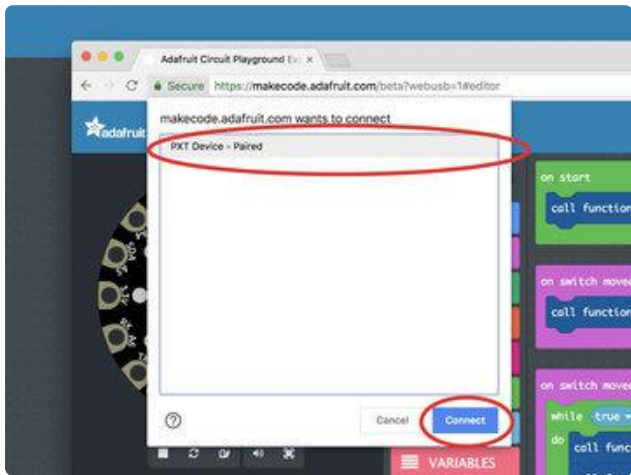 Adafruit Circuit Playground Ex ×
Secure https://makecode.adafruit.com/beta?webusb=1#editor
adafruit
makecode.adafruit.com wants to connect
PXT Device - Paired
on start
call function
on switch moved
call function
on switch moved
while true
do
call func
Cancel
Connect
VARIABLES